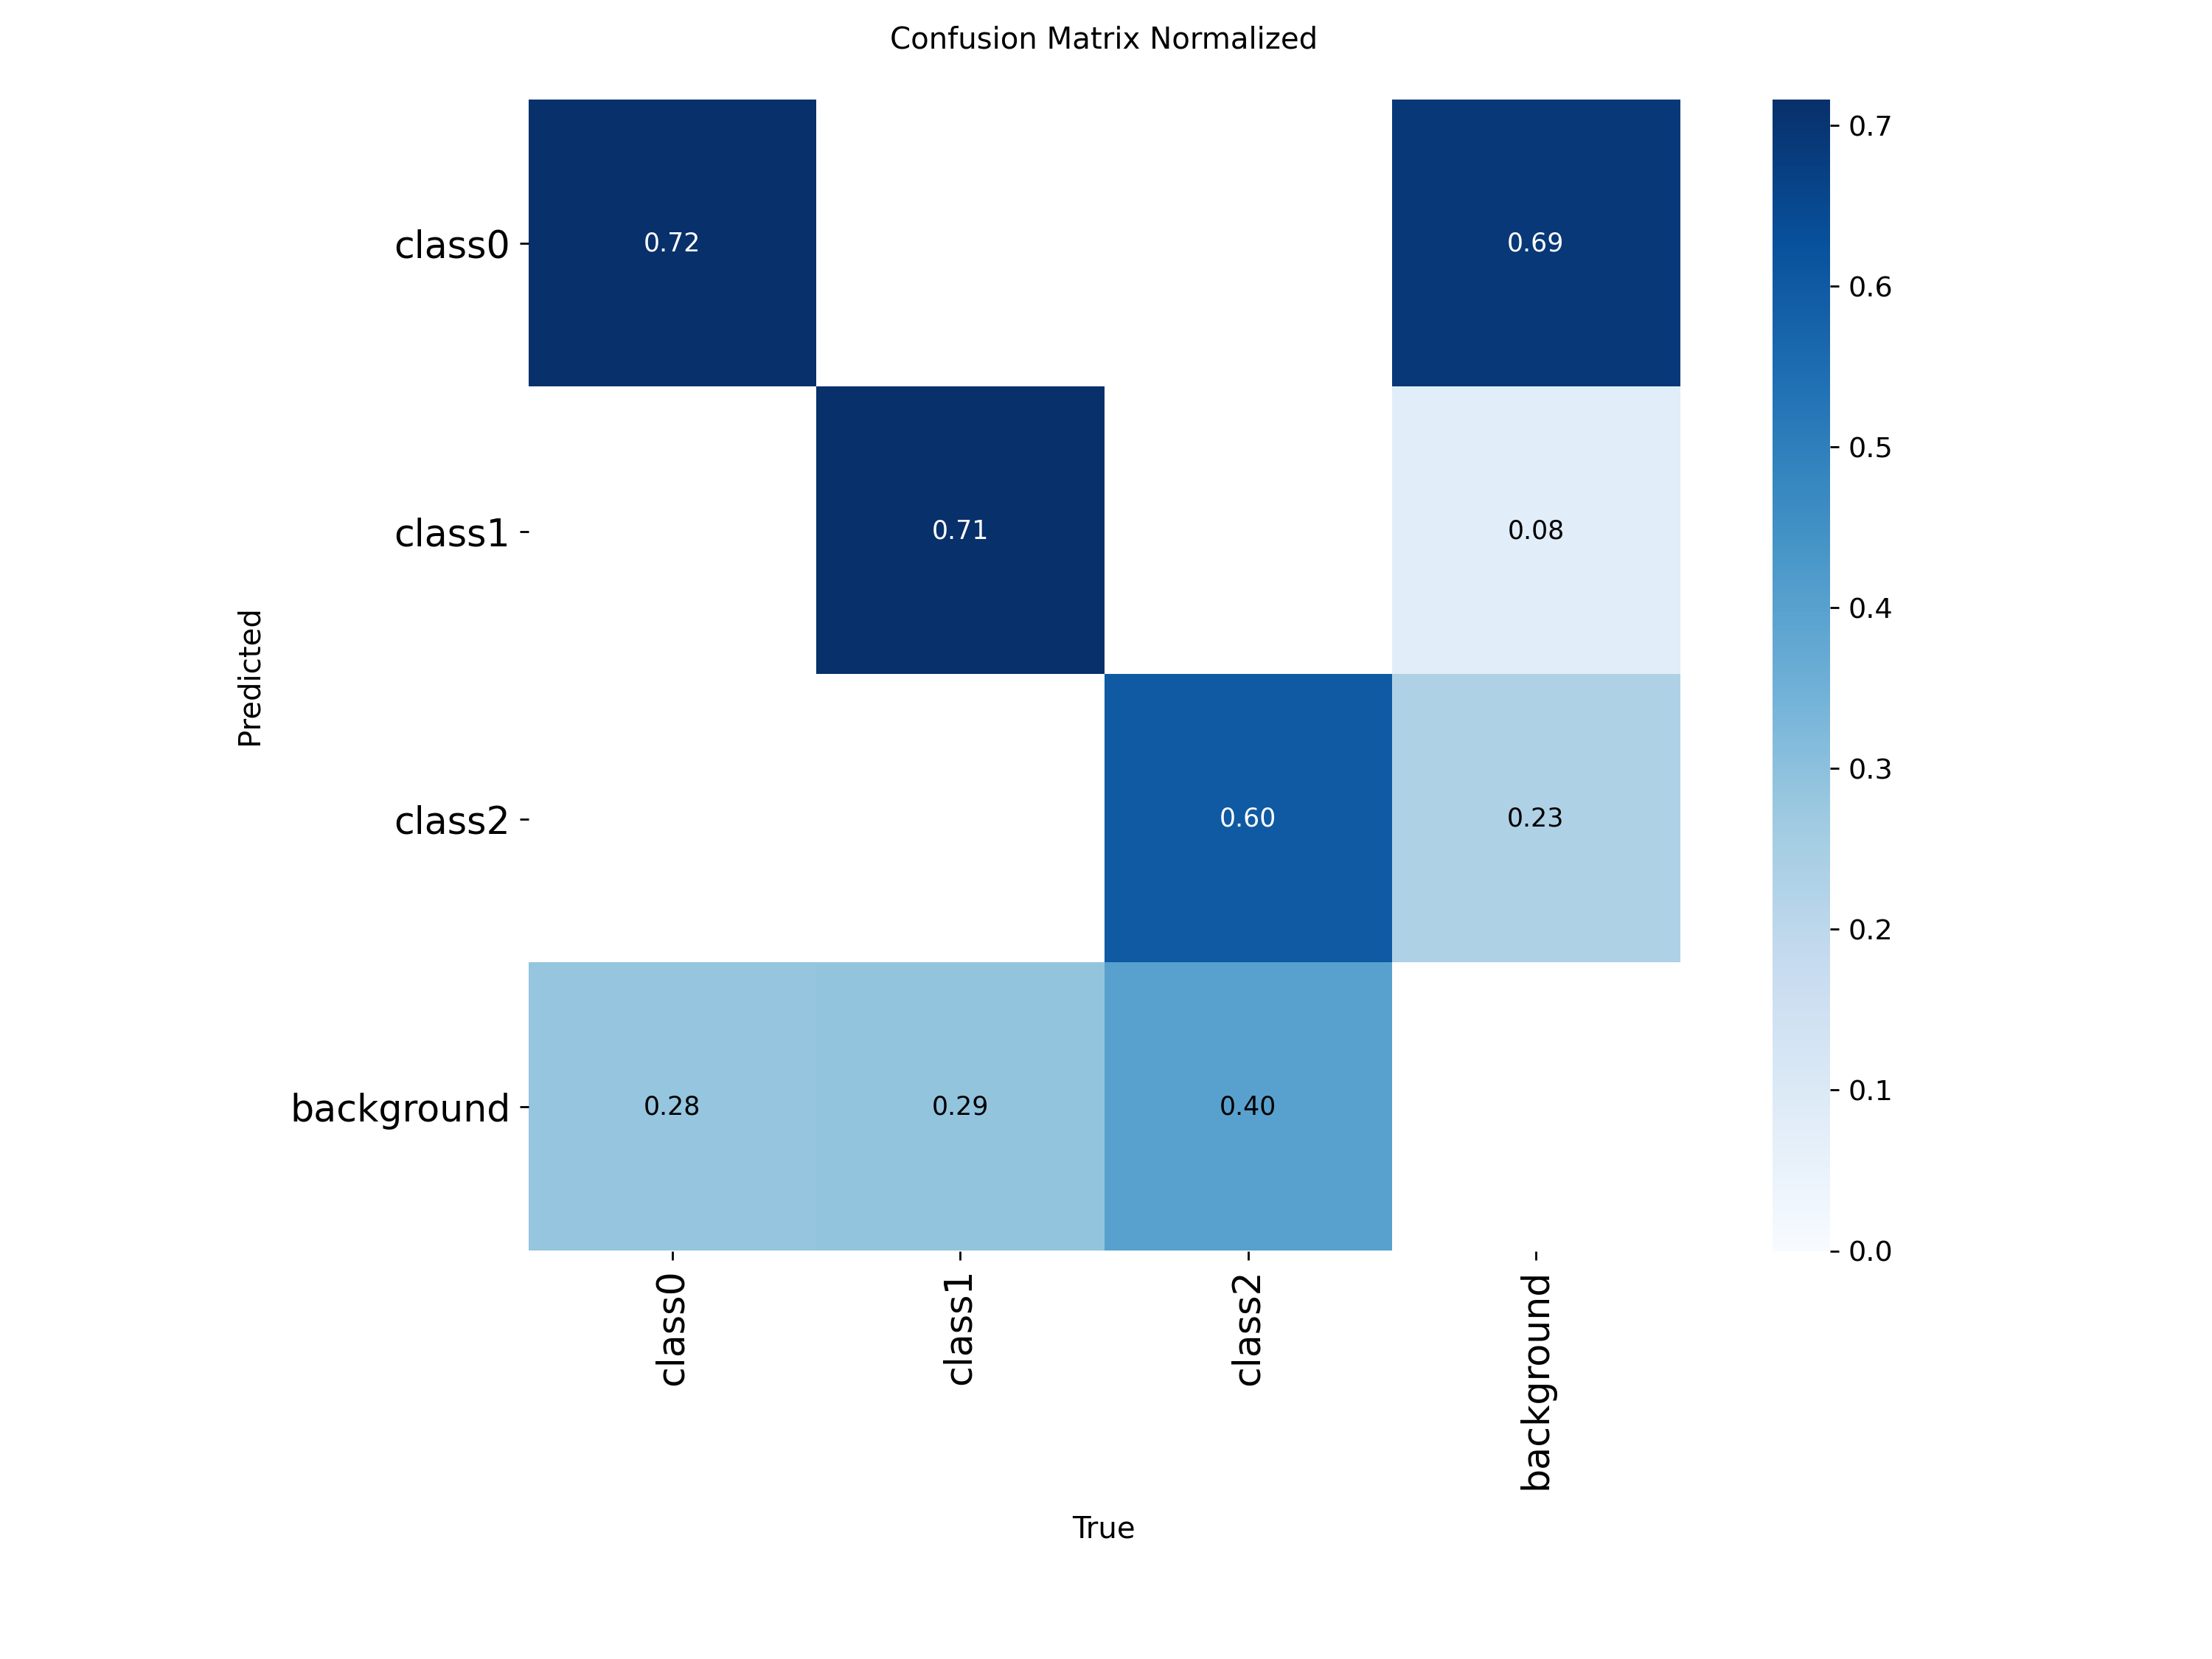 Confusion Matrix Normalized
class0
0.72
0.69
0.7
0.6
class1
0.71
0.08
0.5
0.4
Predicted
class2
0.60
0.23
0.3
0.2
background
0.28
0.29
0.40
0.1
0.0
class0
class1
class2
background
True